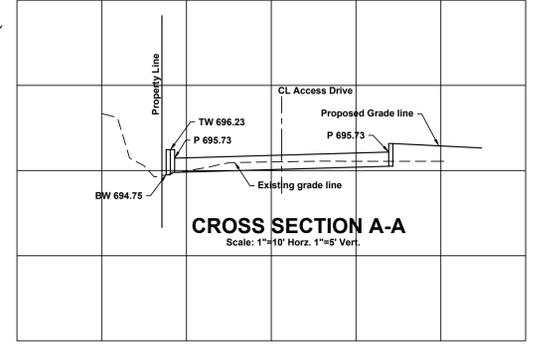 Property Line
CL Access Drive
TW 696.23
Proposed Grade line
P 695.73
P 695.73
Existing grade line
BW 694.75
CROSS SECTION A-A
Scale: 1"=10' Horz. 1"=5' Vert.